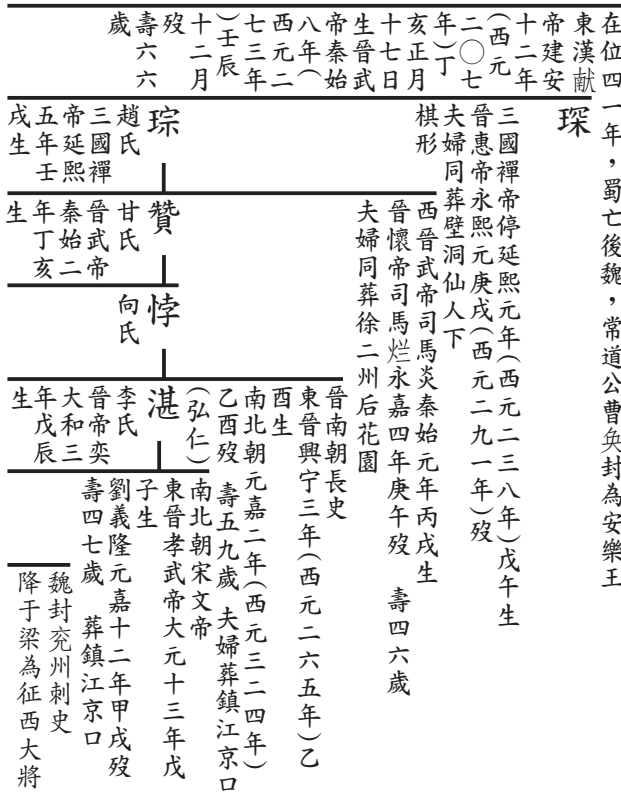 在位四一年，蜀亡後魏，常道公曹奐封為安樂王
東漢献
帝建安
十二年
(西元
二〇七
年)丁
亥正月
十七日
生晉武
帝秦始
八年(
西元二
七三年
)壬辰
十二月
歿
壽六六
歲
琛
三國禪帝停延熙元年(西元二三八年)戊午生
晉惠帝永熙元庚戌(西元二九一年)歿
夫婦同葬壁洞仙人下
棋形
琮
趙氏
三國禪
帝延熙
五年壬
戌生
西晉武帝司馬炎秦始元年丙戌生
晉懷帝司馬烂永嘉四年庚午歿　壽四六歲
夫婦同葬徐二州后花園
贊
甘氏
晉武帝
秦始二
年丁亥
生
悖
向氏
晉南朝長史
東晉興宁三年(西元二六五年)乙
酉生
南北朝元嘉二年(西元三二四年)
乙酉歿　壽五九歲　夫婦葬鎮江京口
(弘仁)
湛
李氏
晉帝奕
大和三
年戊辰
生
南北朝宋文帝
東晉孝武帝大元十三年戊
子生
劉義隆元嘉十二年甲戌歿
壽四七歲　葬鎮江京口
魏封兖州刺史
降于梁為征西大將